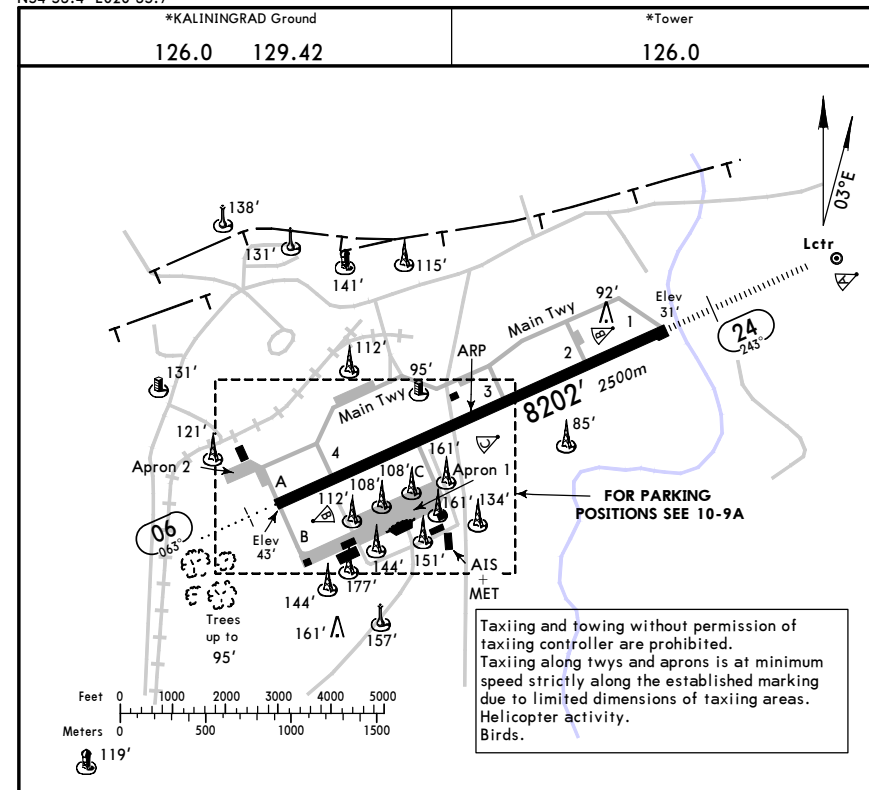 *KALININGRAD Ground
*Tower
126.0 129.42
126.0
03°E
138'
131'
141'
115'
Lctr
92'
Elev
31'
Main Twy
1
24
243°
2
112'
ARP
131'
95'
3
8202' 2500m
Main Twy
85'
121'
4
161'
Apron 2
A
108' C
Apron 1
108'
112'
161'
134'
FOR PARKING
POSITIONS SEE 10-9A
06
063°
Elev
43'
B
B
B
C
A
151'
144'
AIS
+
MET
177'
144'
Trees
up to
95'
161'
157'
Taxiing and towing without permission of
taxiing controller are prohibited.
Taxiing along twys and aprons is at minimum
speed strictly along the established marking
due to limited dimensions of taxiing areas.
Helicopter activity.
Birds.
Feet 0 1000 2000 3000 4000 5000
Meters 0 500 1000 1500
119'